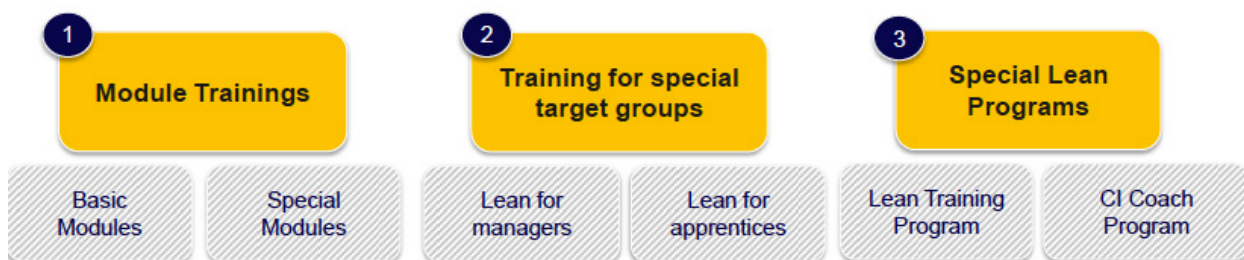 1
Module Trainings
Basic
Modules
Special
Modules
2
Training for special
target groups
Lean for
managers
Lean for
apprentices
3
Special Lean
Programs
Lean Training
Program
CI Coach
Program